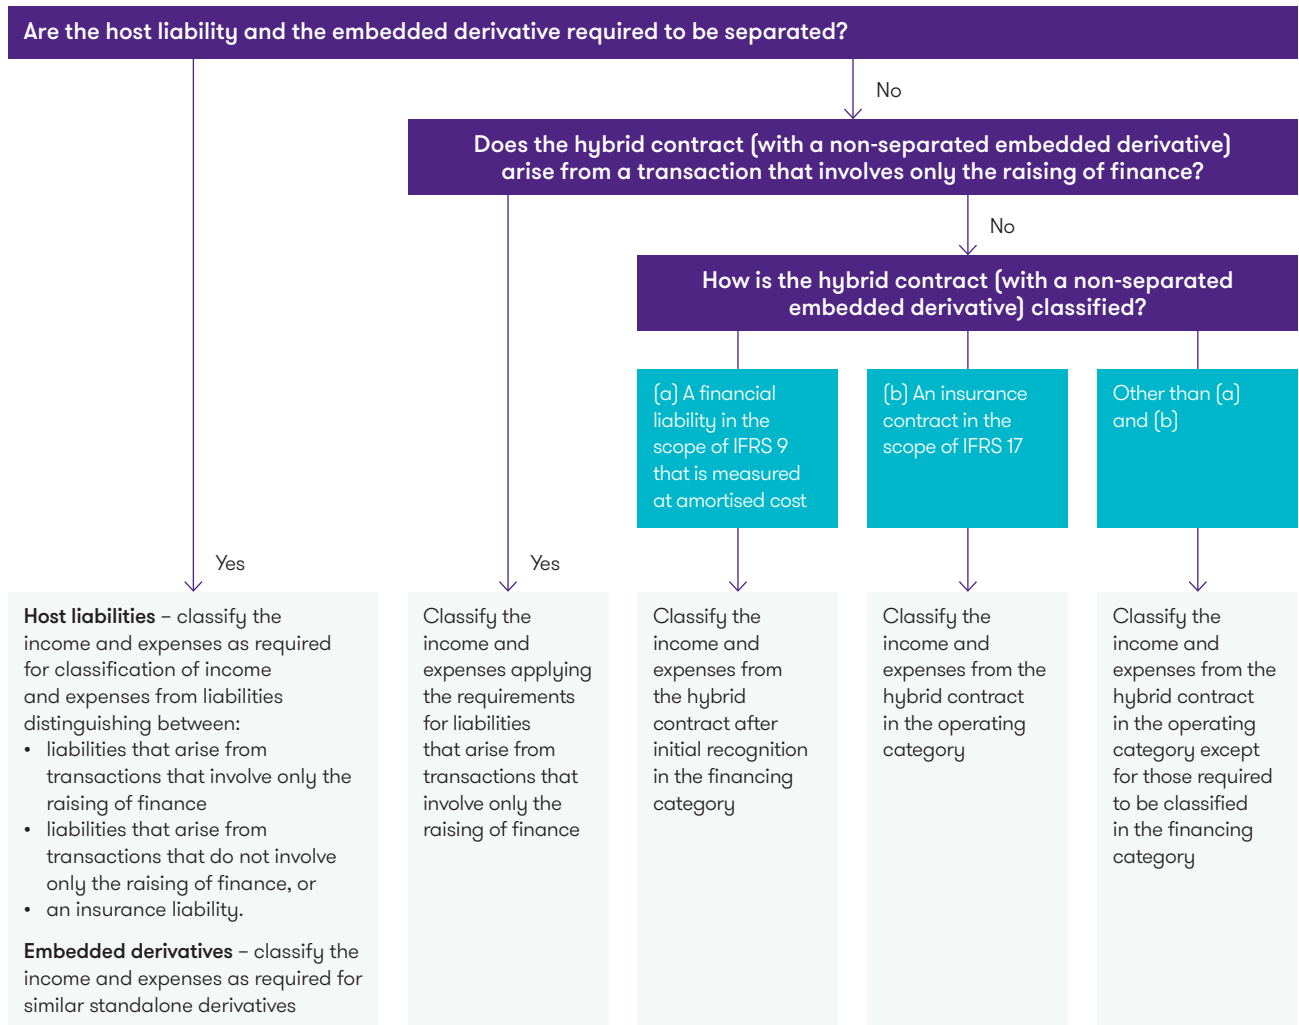 Are the host liability and the embedded derivative required to be separated?
No
Does the hybrid contract (with a non-separated embedded derivative)
arise from a transaction that involves only the raising of finance?
No
How is the hybrid contract (with a non-separated
embedded derivative) classified?
(a) A financial
liability in the
scope of IFRS 9
that is measured
at amortised cost
(b) An insurance
contract in the
scope of IFRS 17
Other than (a)
and (b)
Yes
Yes
Host liabilities – classify the
income and expenses as required
for classification of income
and expenses from liabilities
distinguishing between:
• liabilities that arise from
transactions that involve only the
raising of finance
• liabilities that arise from
transactions that do not involve
only the raising of finance, or
• an insurance liability.
Embedded derivatives – classify the
income and expenses as required for
similar standalone derivatives
Classify the
income and
expenses applying
the requirements
for liabilities
that arise from
transactions that
involve only the
raising of finance
Classify the
income and
expenses from
the hybrid
contract after
initial recognition
in the financing
category
Classify the
income and
expenses from the
hybrid contract
in the operating
category
Classify the
income and
expenses from the
hybrid contract
in the operating
category except
for those required
to be classified
in the financing
category